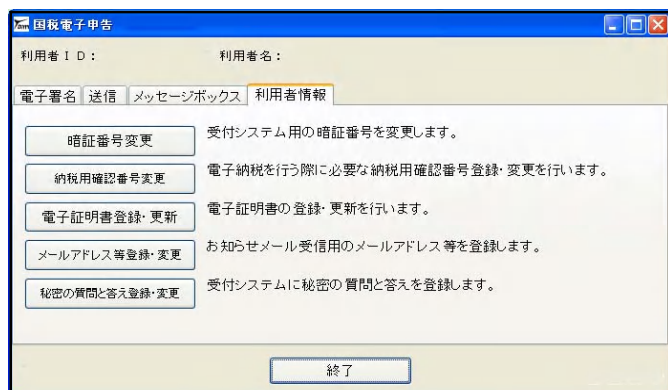 国税電子申告
利用者ID： 利用者名：
電子署名 送信 メッセージボックス 利用者情報
暗証番号変更 受付システム用の暗証番号を変更します。
納税用確認番号変更 電子納税を行う際に必要な納税用確認番号登録・変更を行います。
電子証明書登録・更新 電子証明書の登録・更新を行います。
メールアドレス等登録・変更 お知らせメール受信用のメールアドレス等を登録します。
秘密の質問と答え登録・変更 受付システムに秘密の質問と答えを登録します。
終了